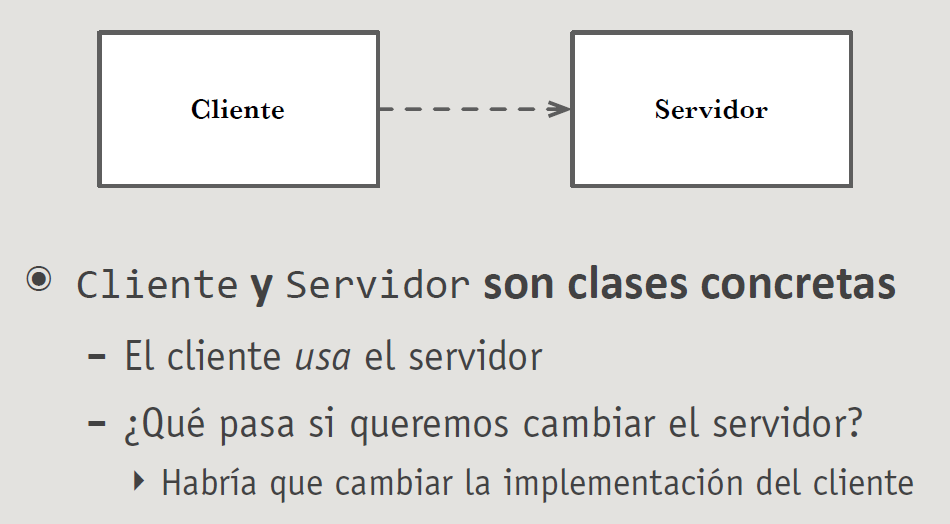 Cliente
Servidor
Cliente y Servidor son clases concretas
El cliente usa el servidor
¿Qué pasa si queremos cambiar el servidor?
Habría que cambiar la implementación del cliente